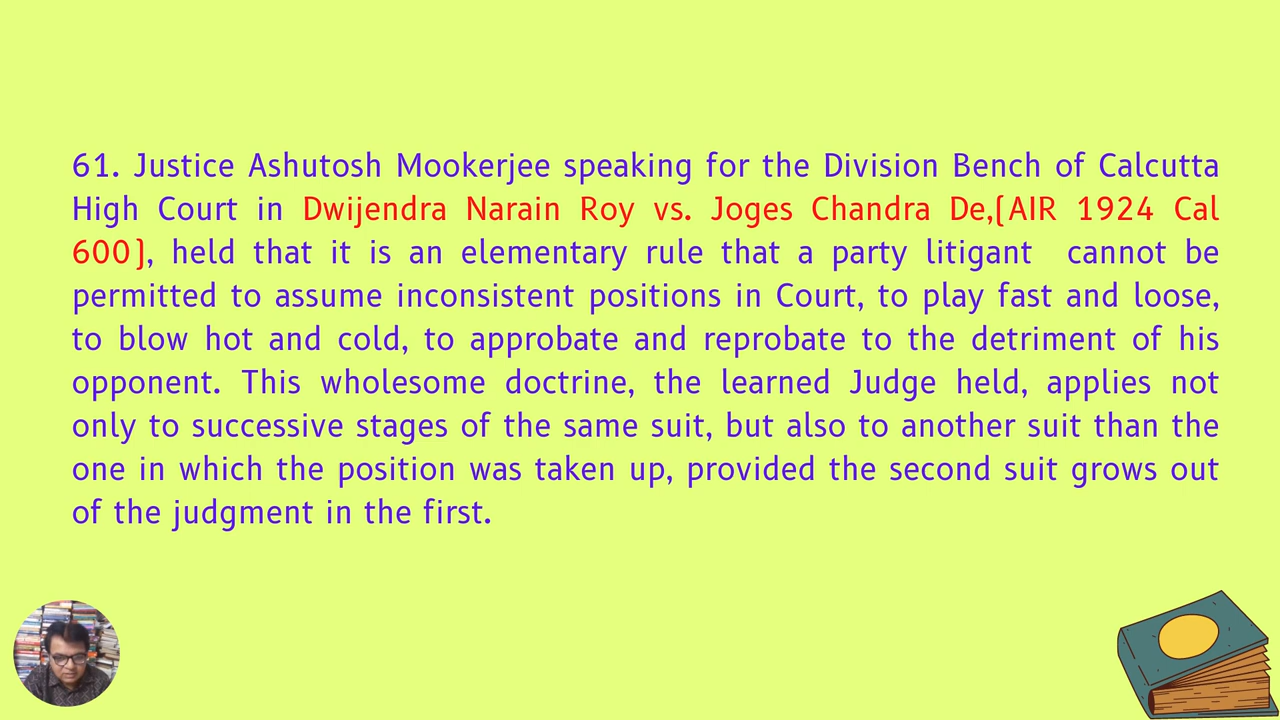 61. Justice Ashutosh Mookerjee speaking for the Division Bench of Calcutta
High Court in Dwijendra Narain Roy vs. Joges Chandra De,(AIR 1924 Cal
600), held that it is an elementary rule that a party litigant cannot be
permitted to assume inconsistent positions in Court, to play fast and loose,
to blow hot and cold, to approbate and reprobate to the detriment of his
opponent. This wholesome doctrine, the learned Judge held, applies not
only to successive stages of the same suit, but also to another suit than the
one in which the position was taken up, provided the second suit grows out
of the judgment in the first.